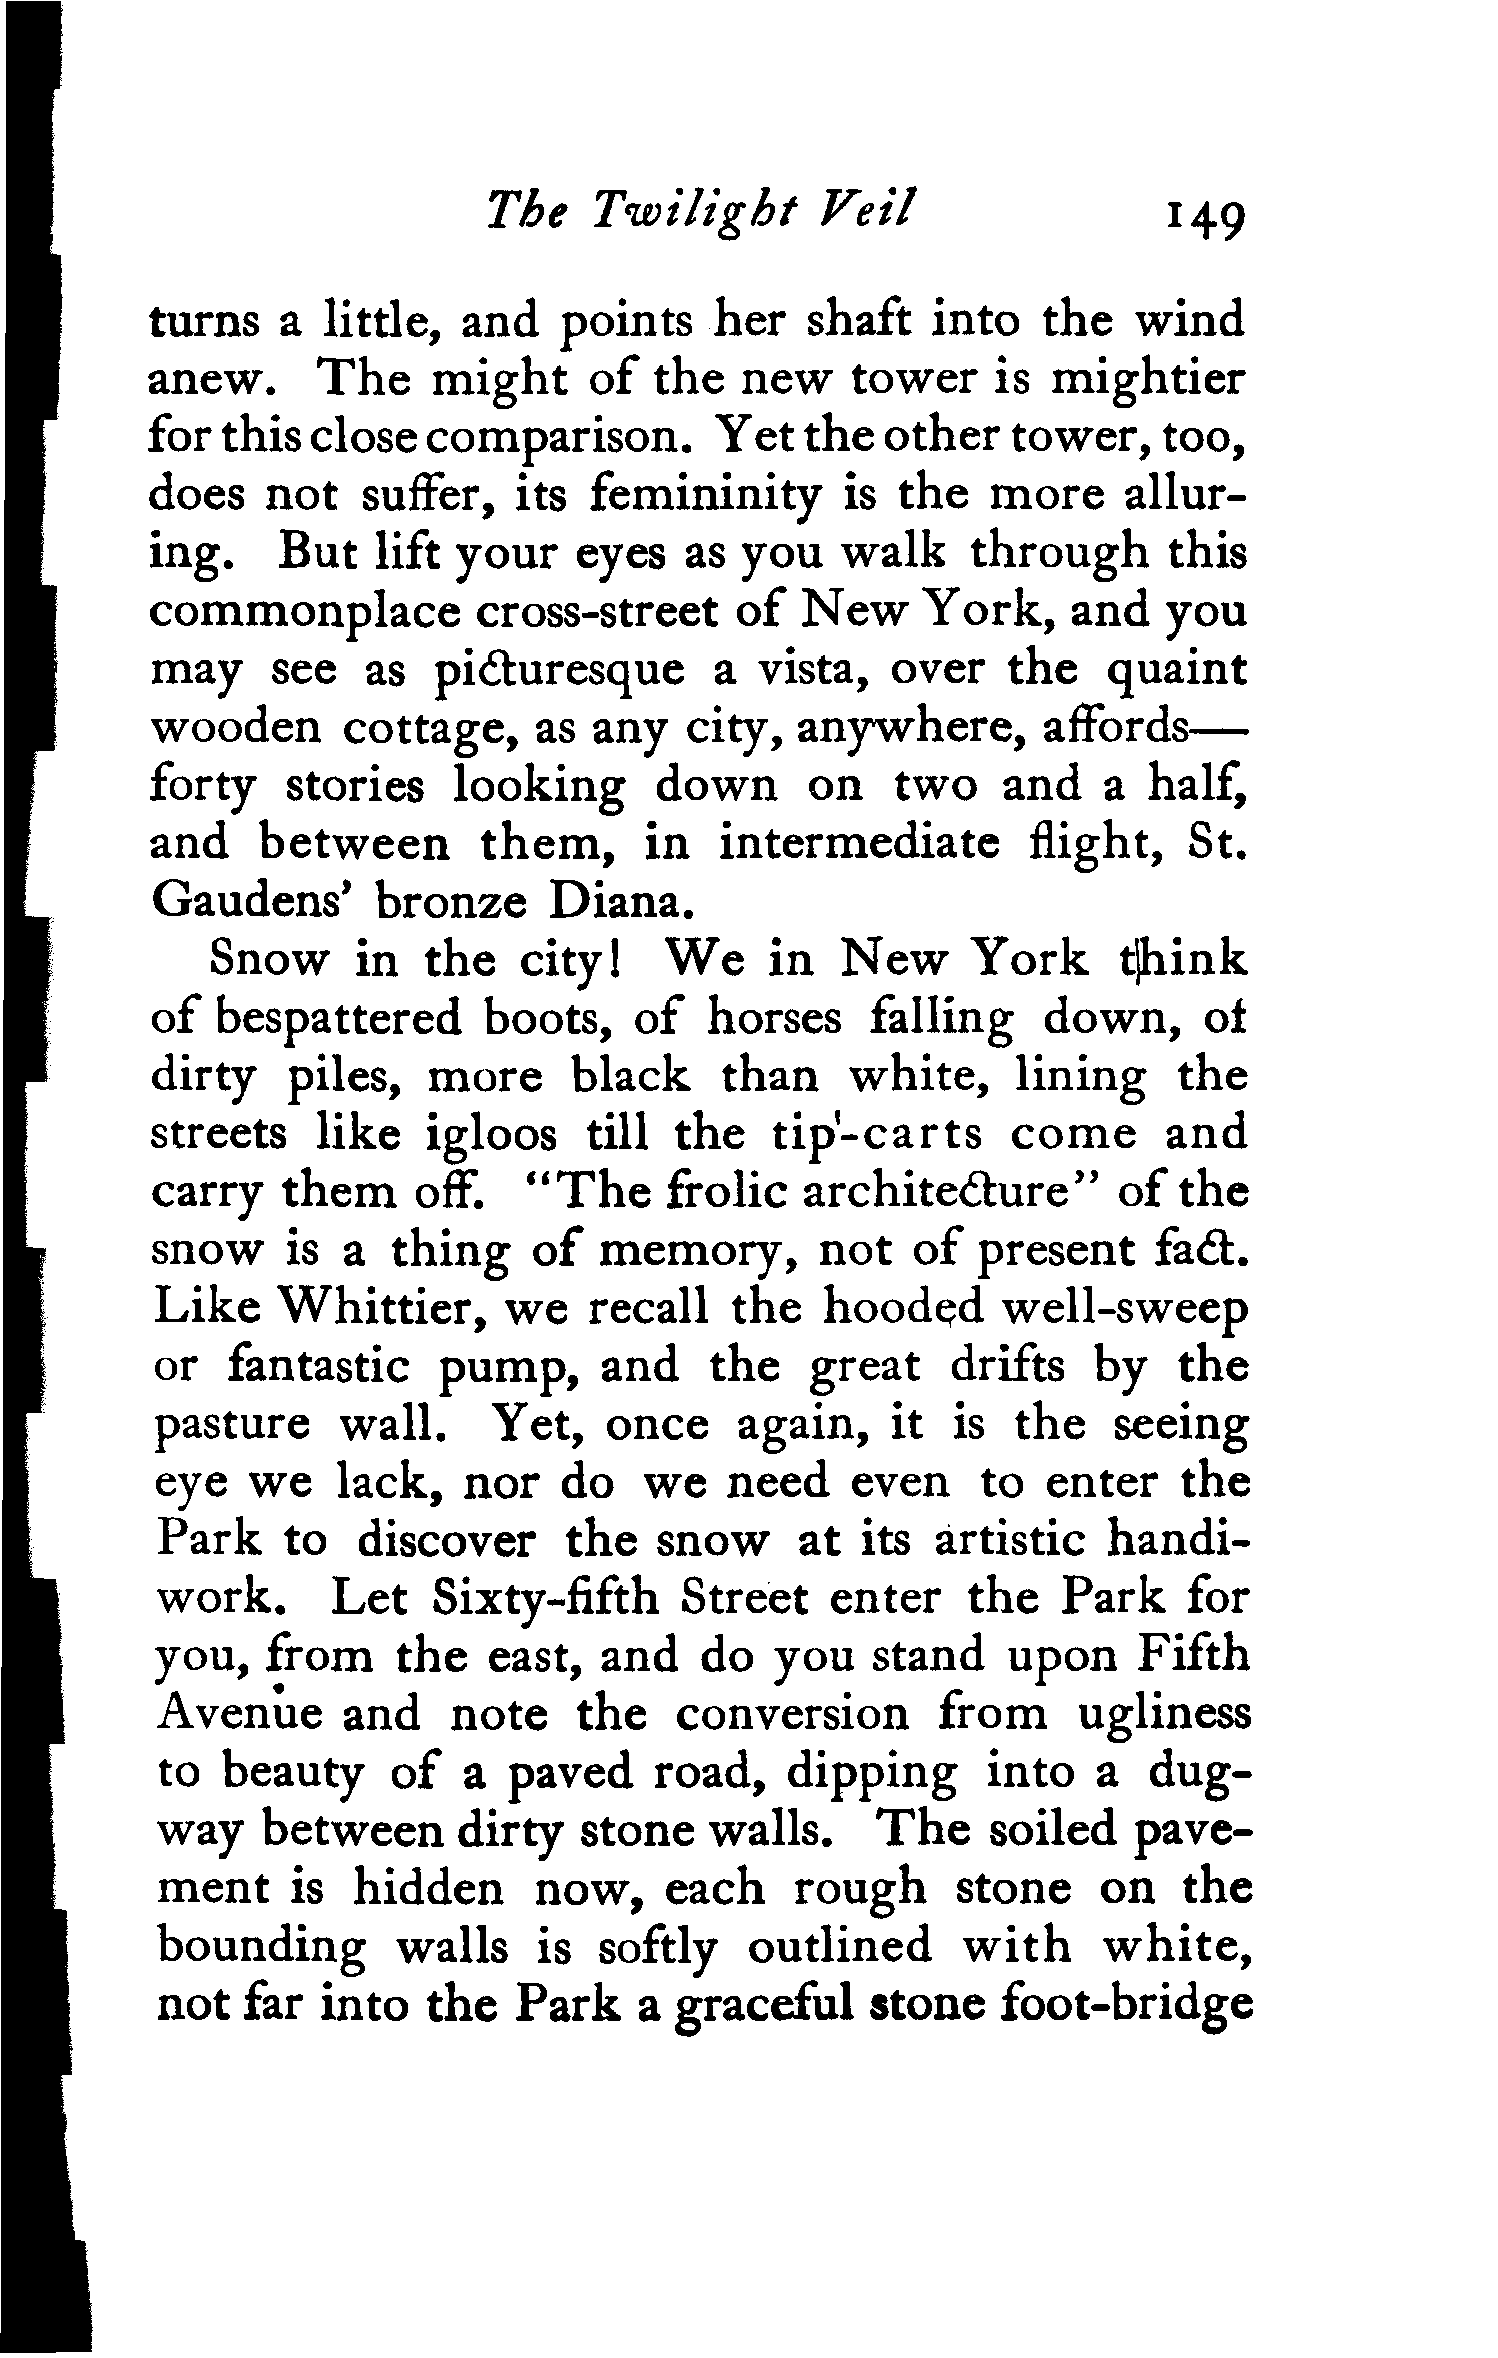 The Twilight Veil 149
turns a little, and points her shaft into the wind
anew. The might of the new tower is mightier
for this close comparison. Yet the other tower, too,
does not suffer, its femininity is the more allur-
ing. But lift your eyes as you walk through this
commonplace cross-street of New York, and you
may see as picturesque a vista, over the quaint
wooden cottage, as any city, anywhere, affords—
forty stories looking down on two and a half,
and between them, in intermediate flight, St.
Gaudens' bronze Diana.
Snow in the city! We in New York think
of bespattered boots, of horses falling down, of
dirty piles, more black than white, lining the
streets like igloos till the tip-carts come and
carry them off. "The frolic architecture" of the
snow is a thing of memory, not of present fact.
Like Whittier, we recall the hooded well-sweep
or fantastic pump, and the great drifts by the
pasture wall. Yet, once again, it is the seeing
eye we lack, nor do we need even to enter the
Park to discover the snow at its artistic handi-
work. Let Sixty-fifth Street enter the Park for
you, from the east, and do you stand upon Fifth
Avenue and note the conversion from ugliness
to beauty of a paved road, dipping into a dug-
way between dirty stone walls. The soiled pave-
ment is hidden now, each rough stone on the
bounding walls is softly outlined with white,
not far into the Park a graceful stone foot-bridge